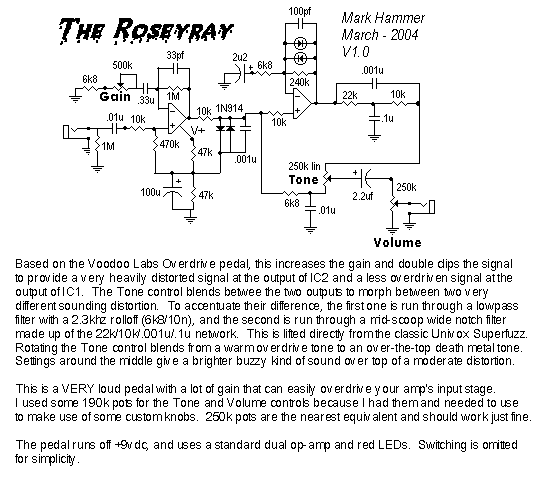 The Roseyray
Mark Hammer
March - 2004
V1.0
100pf
33pf
500k
2u2
+
6k8
.001u
6k8
240k
Gain
.33u
1M
22k
10k
.01u
10k
10k
1N914
-
+
-
+
V+
10k
.1u
1M
470k
47k
.001u
250k lin
Tone
+
250k
100u
+
47k
6k8
2.2uf
.01u
Volume
Based on the Voodoo Labs Overdrive pedal, this increases the gain and double clips the signal
to provide a very heavily distorted signal at the output of IC2 and a less overdriven signal at the
output of IC1. The Tone control blends betwee the two outputs to morph between two very
different sounding distortion. To accentuate their difference, the first one is run through a lowpass
filter with a 2.3khz rolloff (6k8/10n), and the second is run through a mid-scoop wide notch filter
made up of the 22k/10k/.001u/.1u network. This is lifted directly from the classic Univox Superfuzz.
Rotating the Tone control blends from a warm overdrive tone to an over-the-top death metal tone.
Settings around the middle give a brighter buzzy kind of sound over top of a moderate distortion.
This is a VERY loud pedal with a lot of gain that can easily overdrive your amp's input stage.
I used some 190k pots for the Tone and Volume controls because I had them and needed to use
to make use of some custom knobs. 250k pots are the nearest equivalent and should work just fine.
The pedal runs off +9vdc, and uses a standard dual op-amp and red LEDs. Switching is omitted
for simplicity.